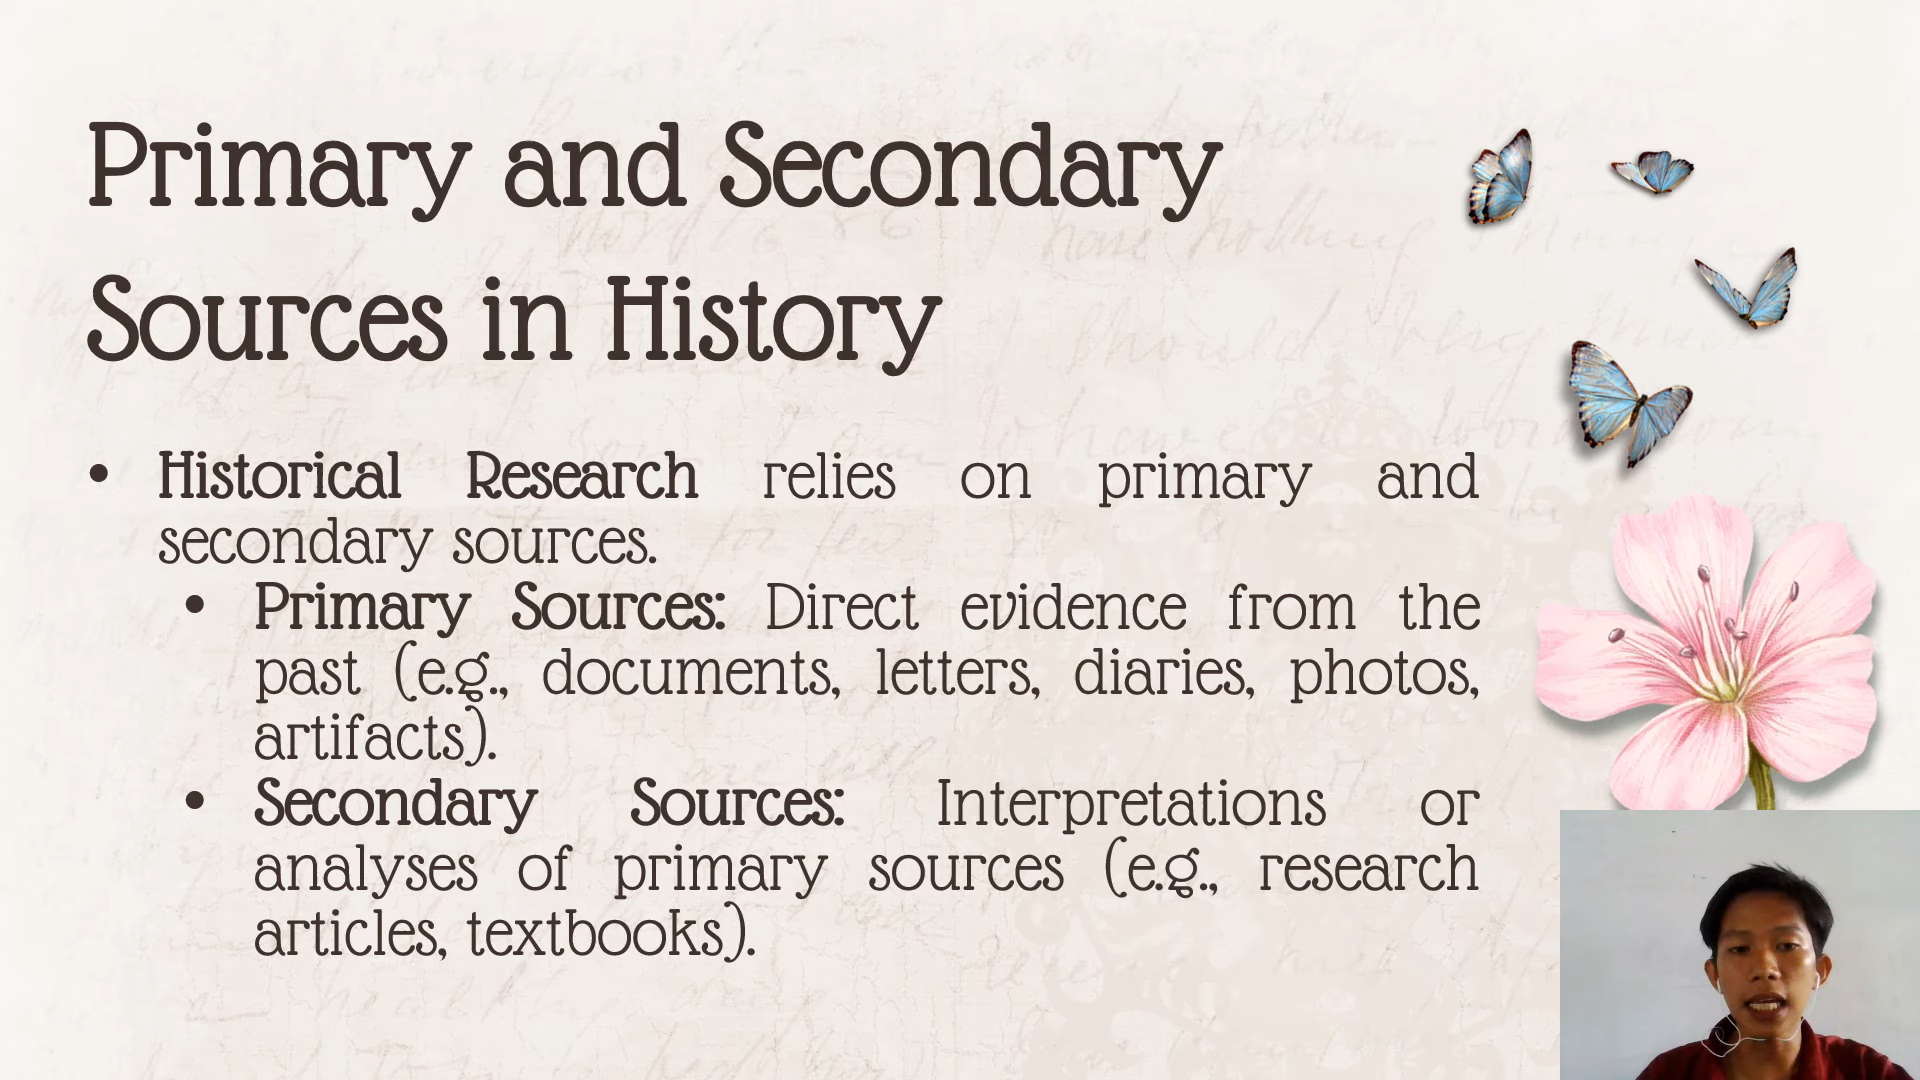 Primary and Secondary
Sources in History
• Historical Research relies on primary and
secondary sources.
• Primary Sources: Direct evidence from the
past (e.g., documents, letters, diaries, photos,
artifacts).
• Secondary Sources: Interpretations or
analyses of primary sources (e.g., research
articles, textbooks).